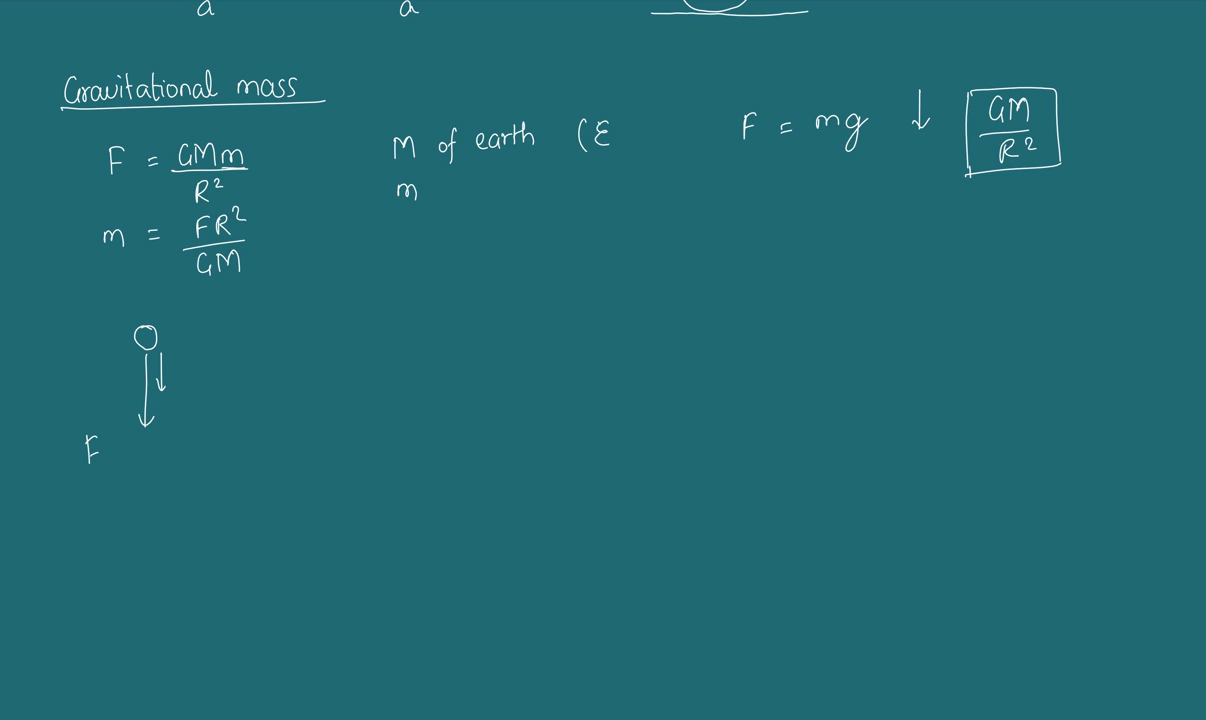 a a
Gravitational mass
F = GMm / R²
M of earth (E
F = mg ↓ GM / R²
m
m = FR² / GM
F